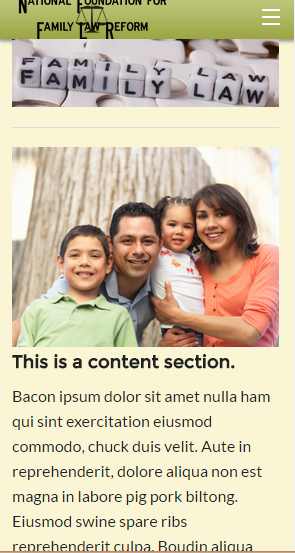 NATIONAL FOUNDATION FOR
FAMILY LAW REFORM
FAMILY LAW
FAMILY LAW
This is a content section.
Bacon ipsum dolor sit amet nulla ham
qui sint exercitation eiusmod
commodo, chuck duis velit. Aute in
reprehenderit, dolore aliqua non est
magna in labore pig pork biltong.
Eiusmod swine spare ribs
reprehenderit culpa. Boudin aliqua